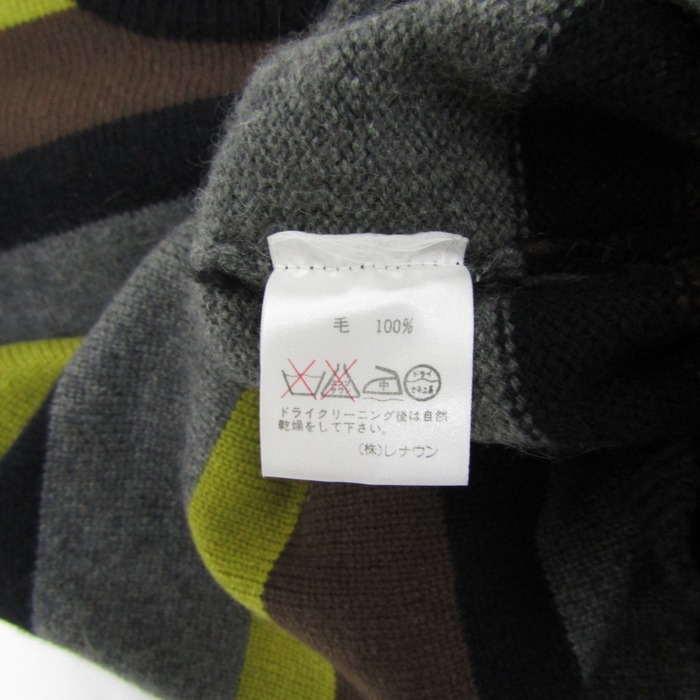 毛 100%
中 ドライ
セキユ系
ドライクリーニング後は自然
乾燥をして下さい。
(株)レナウン